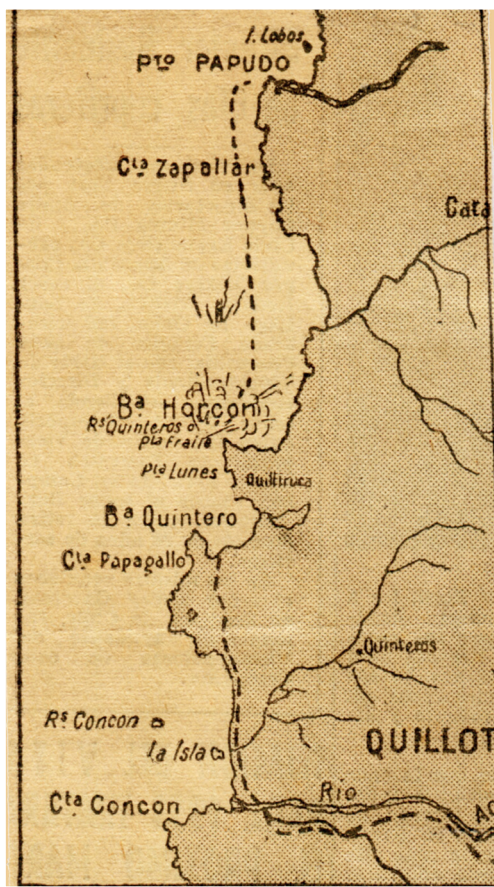 I. Lobos
Pto PAPUDO
Cta Zapallar
Cata
Ba Horcon
Rs Quinteros o
Pta Fraile
Pta Lunes
Quiltiruca
Ba Quintero
Cta Papagallo
Quinteros
Rs Concon
La Isla
QUILLOT
Cta Concon
Rio